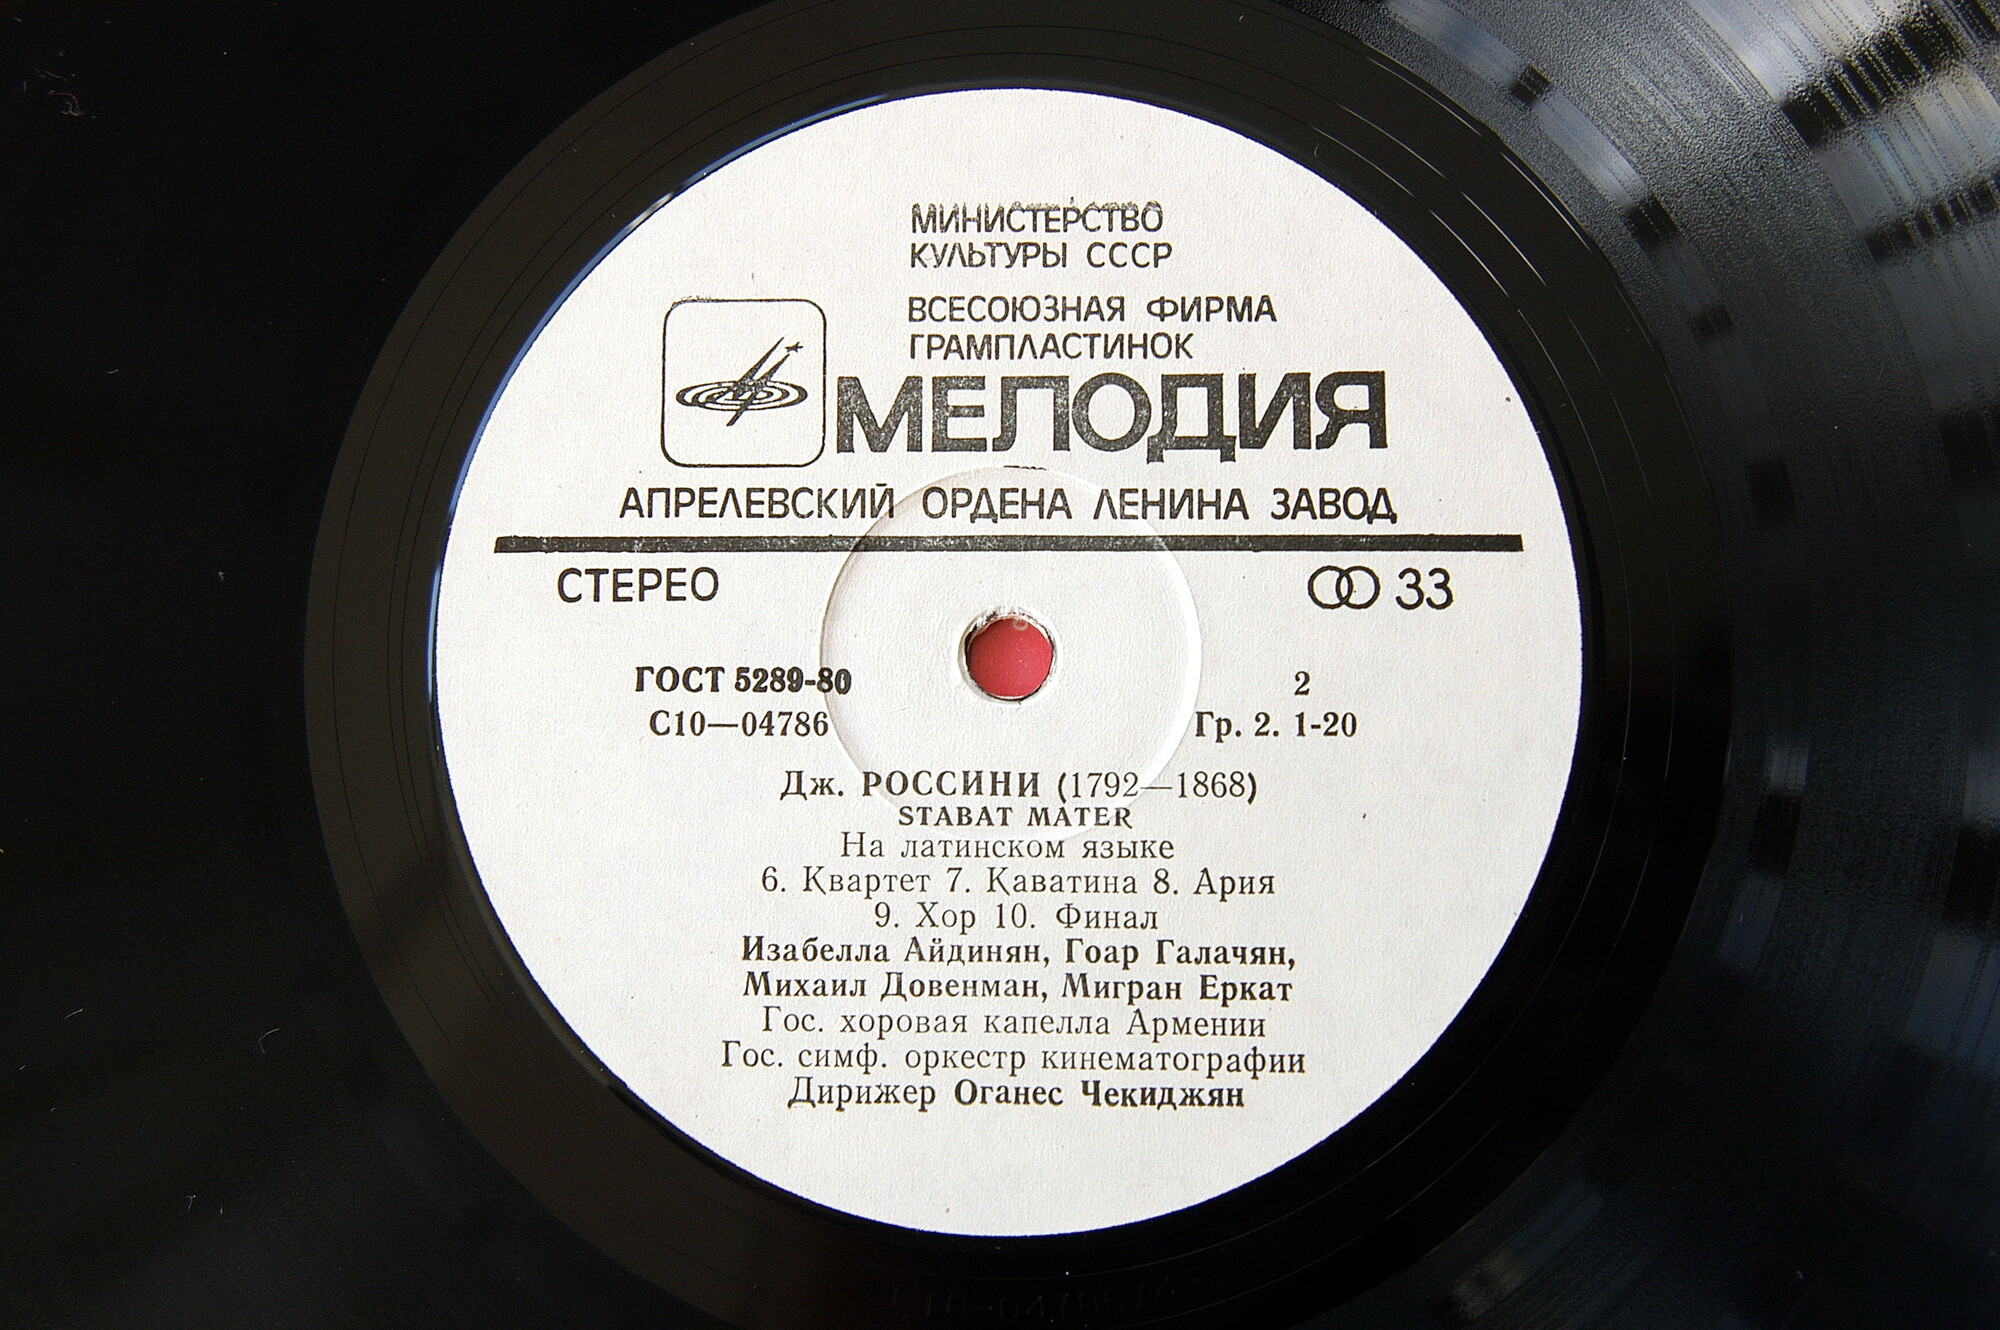 МИНИСТЕРСТВО
КУЛЬТУРЫ СССР
ВСЕСОЮЗНАЯ ФИРМА
ГРАМПЛАСТИНОК
МЕЛОДИЯ
АПРЕЛЕВСКИЙ ОРДЕНА ЛЕНИНА ЗАВОД
СТЕРЕО 33
ГОСТ 5289-80 2
С10—04786 Гр. 2. 1-20
Дж. РОССИНИ (1792—1868)
STABAT MATER
На латинском языке
6. Квартет 7. Каватина 8. Ария
9. Хор 10. Финал
Изабелла Айдинян, Гоар Галачян,
Михаил Довенман, Мигран Еркат
Гос. хоровая капелла Армении
Гос. симф. оркестр кинематографии
Дирижер Оганес Чекиджян